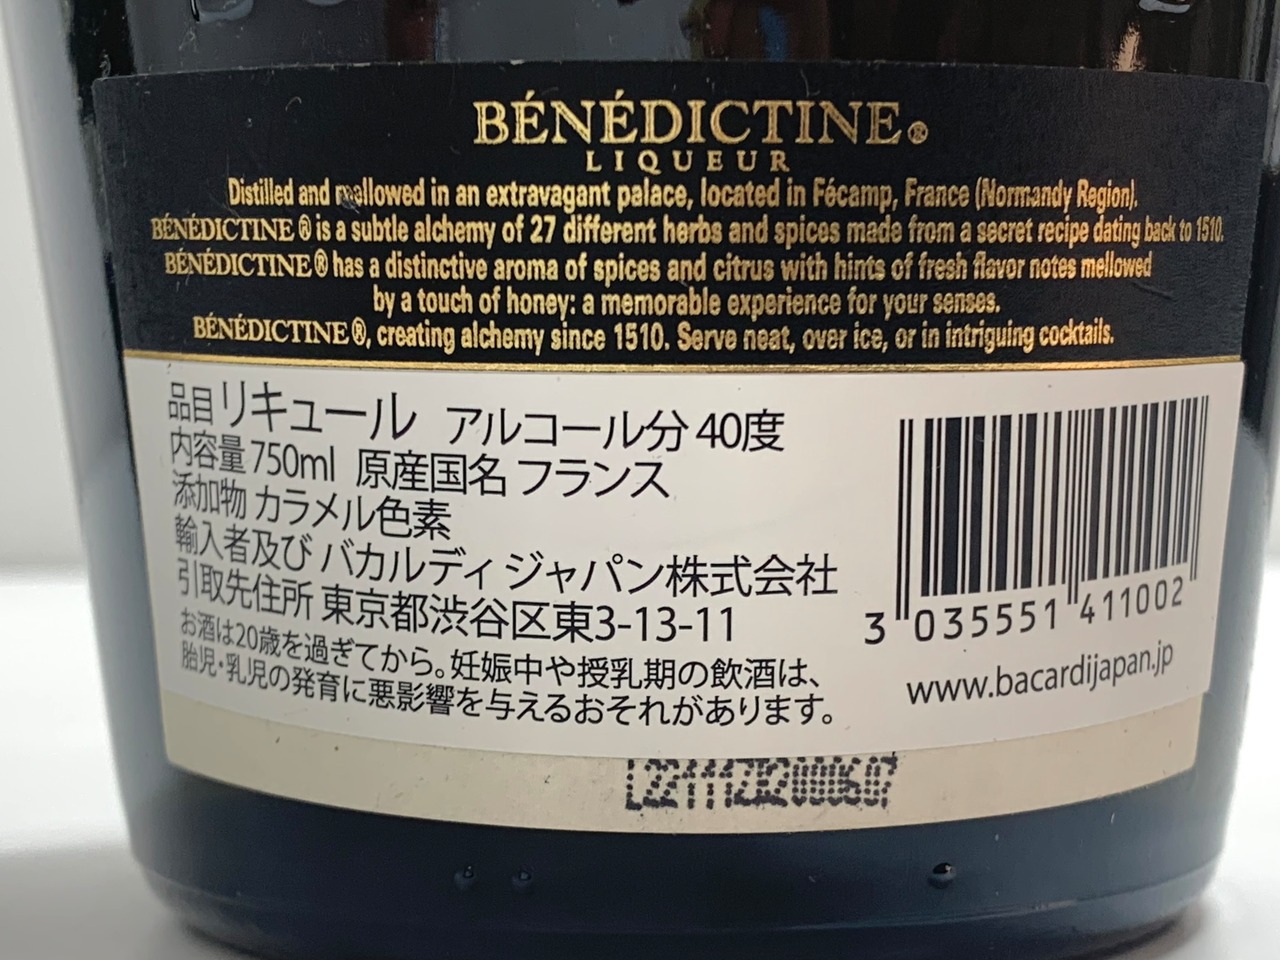 BÉNÉDICTINE®
LIQUEUR
Distilled and mallowed in an extravagant palace, located in Fécamp, France (Normandy Region).
BÉNÉDICTINE® is a subtle alchemy of 27 different herbs and spices made from a secret recipe dating back to 1510.
BÉNÉDICTINE® has a distinctive aroma of spices and citrus with hints of fresh flavor notes mellowed
by a touch of honey: a memorable experience for your senses.
BÉNÉDICTINE®, creating alchemy since 1510. Serve neat, over ice, or in intriguing cocktails.
品目 リキュール アルコール分 40度
内容量 750ml 原産国名 フランス
添加物 カラメル色素
輸入者及び バカルディ ジャパン株式会社
引取先住所 東京都渋谷区東3-13-11
お酒は20歳を過ぎてから。妊娠中や授乳期の飲酒は、
胎児・乳児の発育に悪影響を与えるおそれがあります。
3 035551 411002
www.bacardijapan.jp